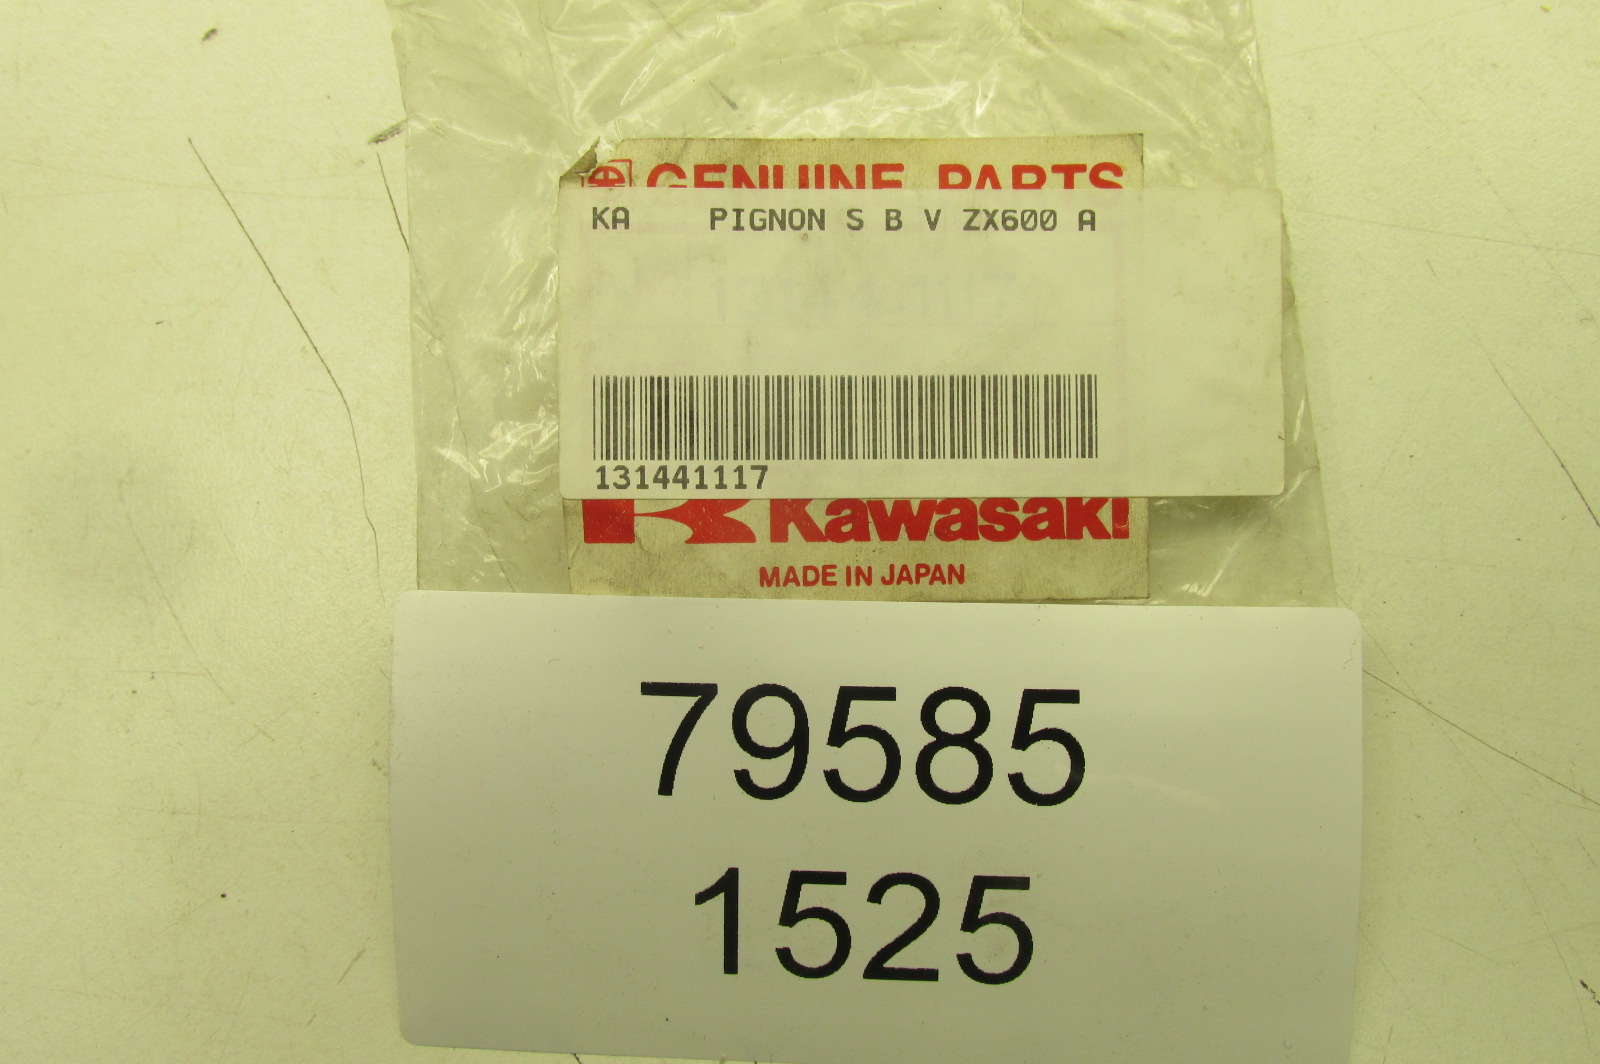 GENUINE PARTS
KA PIGNON S B V ZX600 A
131441117
Kawasaki
MADE IN JAPAN
79585
1525